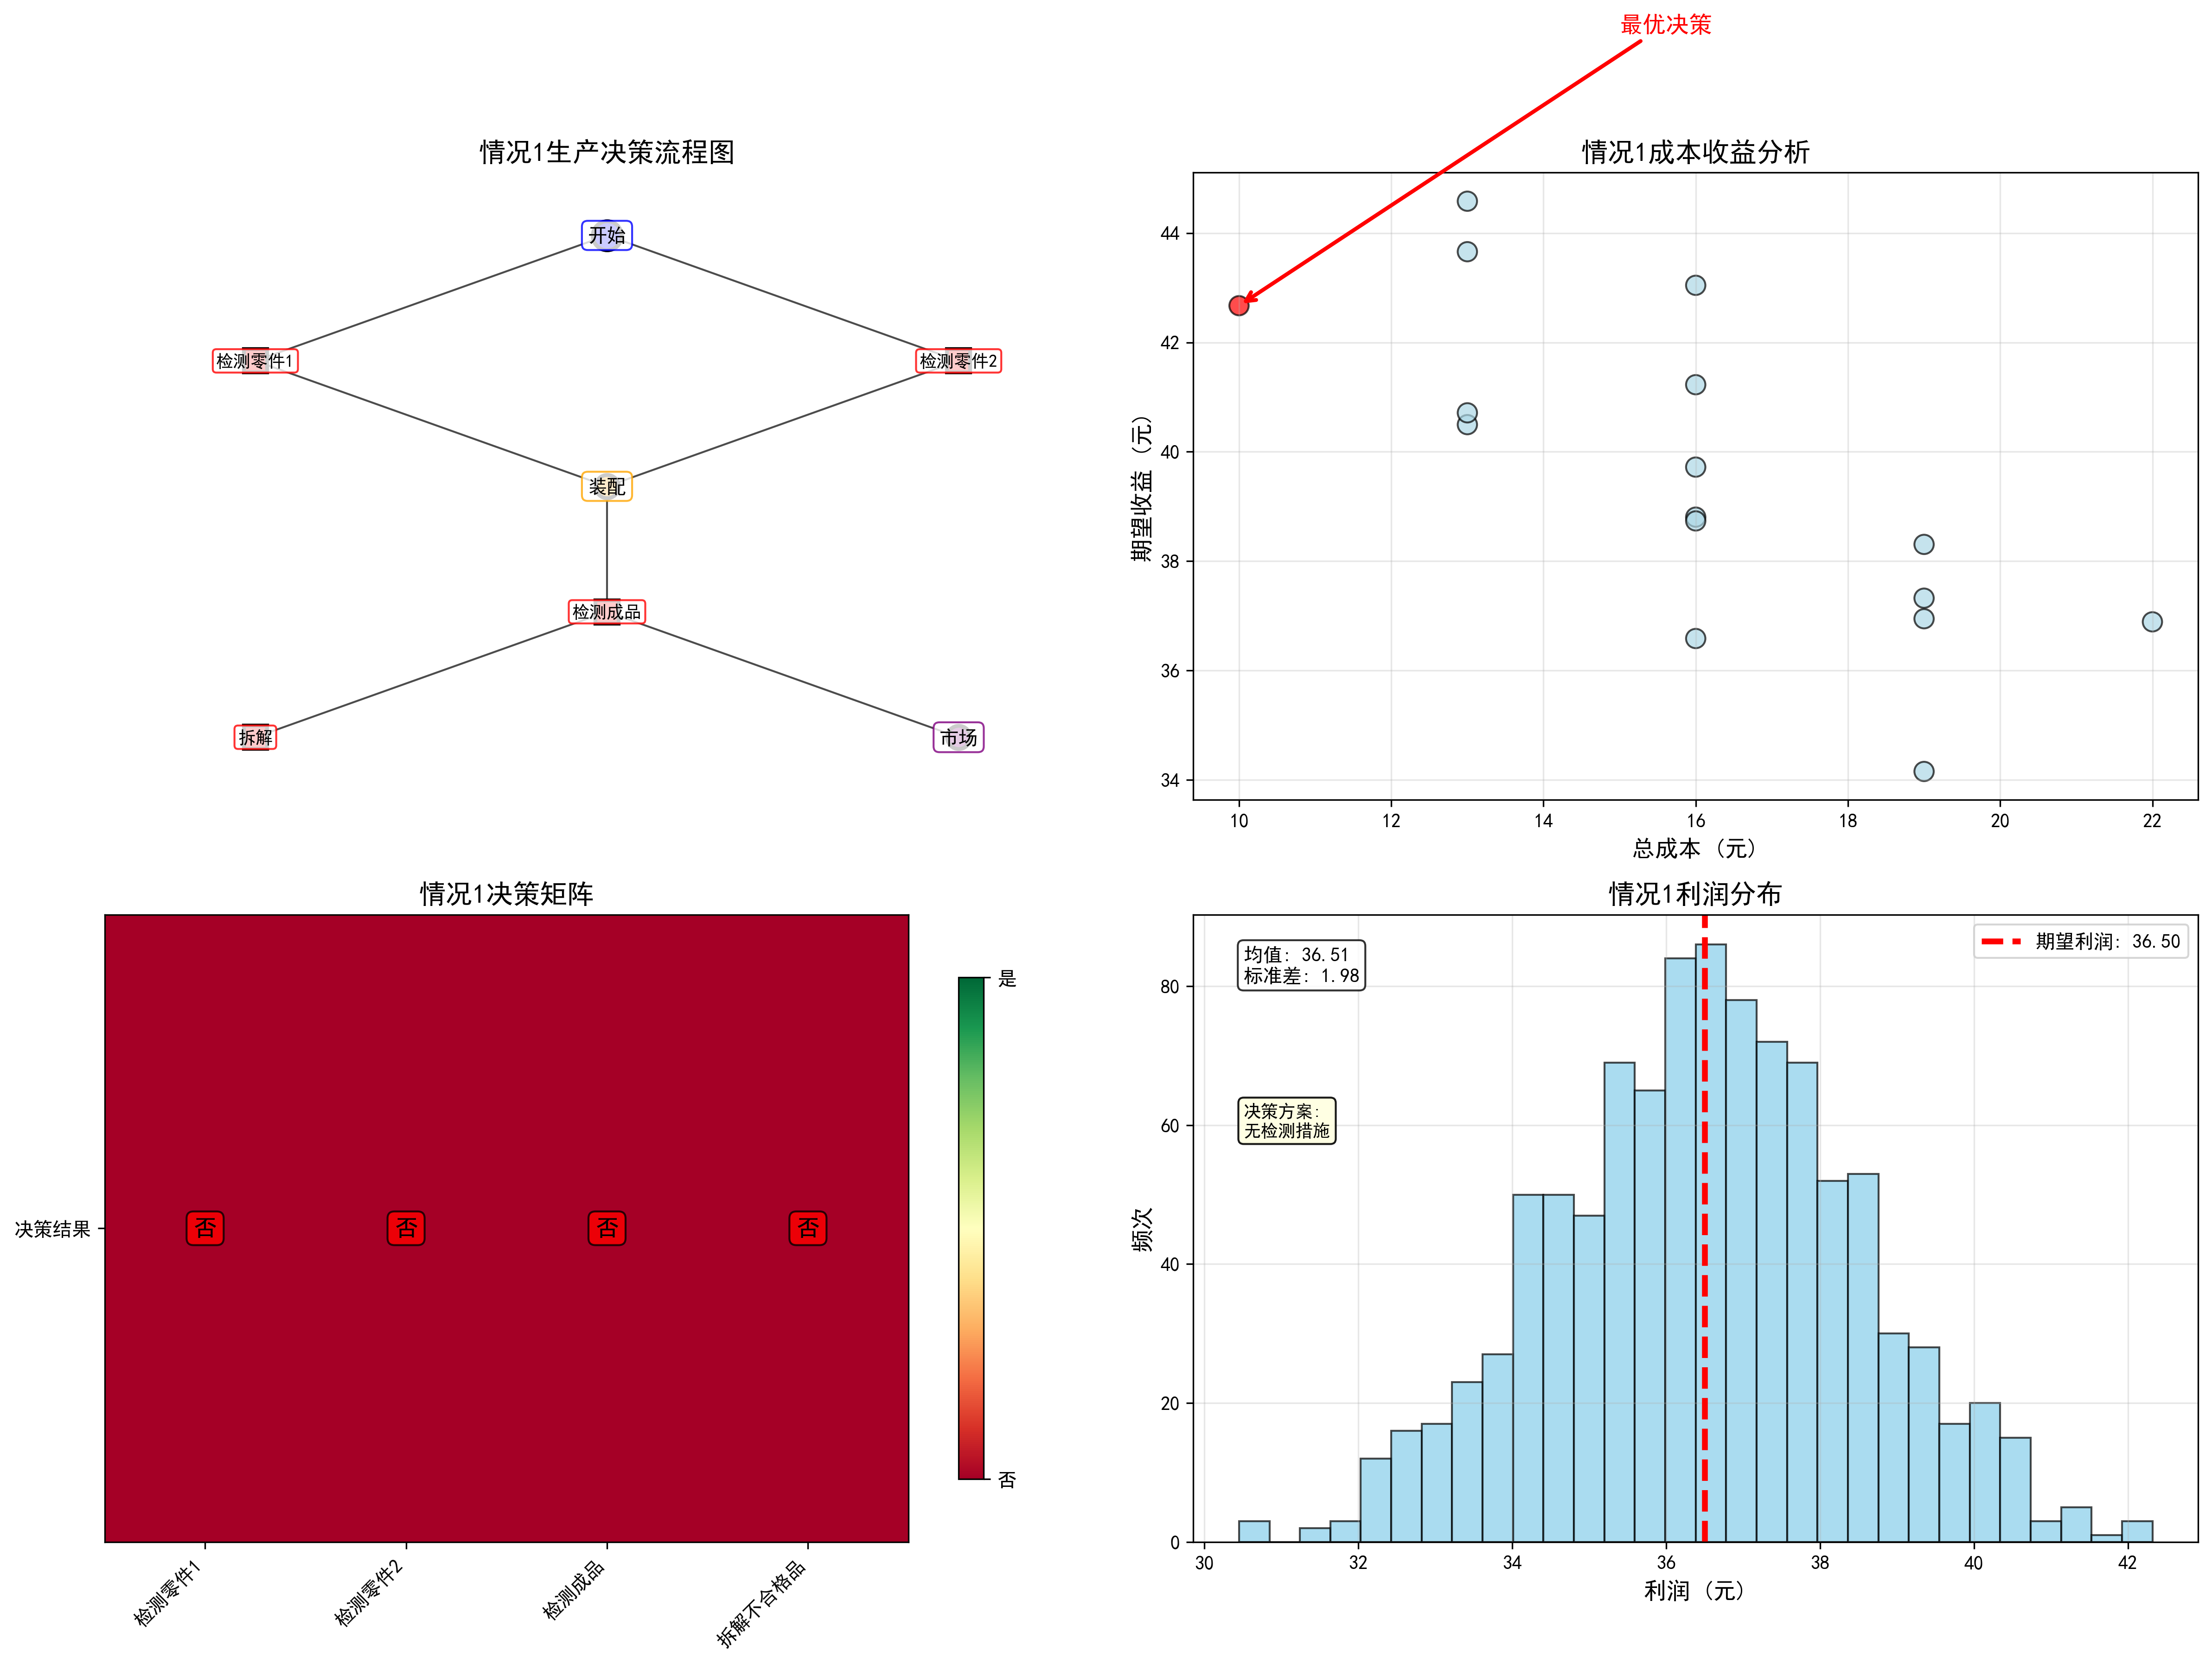 最优决策
情况1生产决策流程图
开始
检测零件1
检测零件2
装配
检测成品
拆解
市场
情况1成本收益分析
期望收益 (元)
44
42
40
38
36
34
10 12 14 16 18 20 22
总成本 (元)
情况1决策矩阵
决策结果
否 否 否 否
检测零件1
检测零件2
检测成品
拆解不合格品
是
否
情况1利润分布
均值: 36.51
标准差: 1.98
期望利润: 36.50
决策方案:
无检测措施
频次
80
60
40
20
0
30 32 34 36 38 40 42
利润 (元)